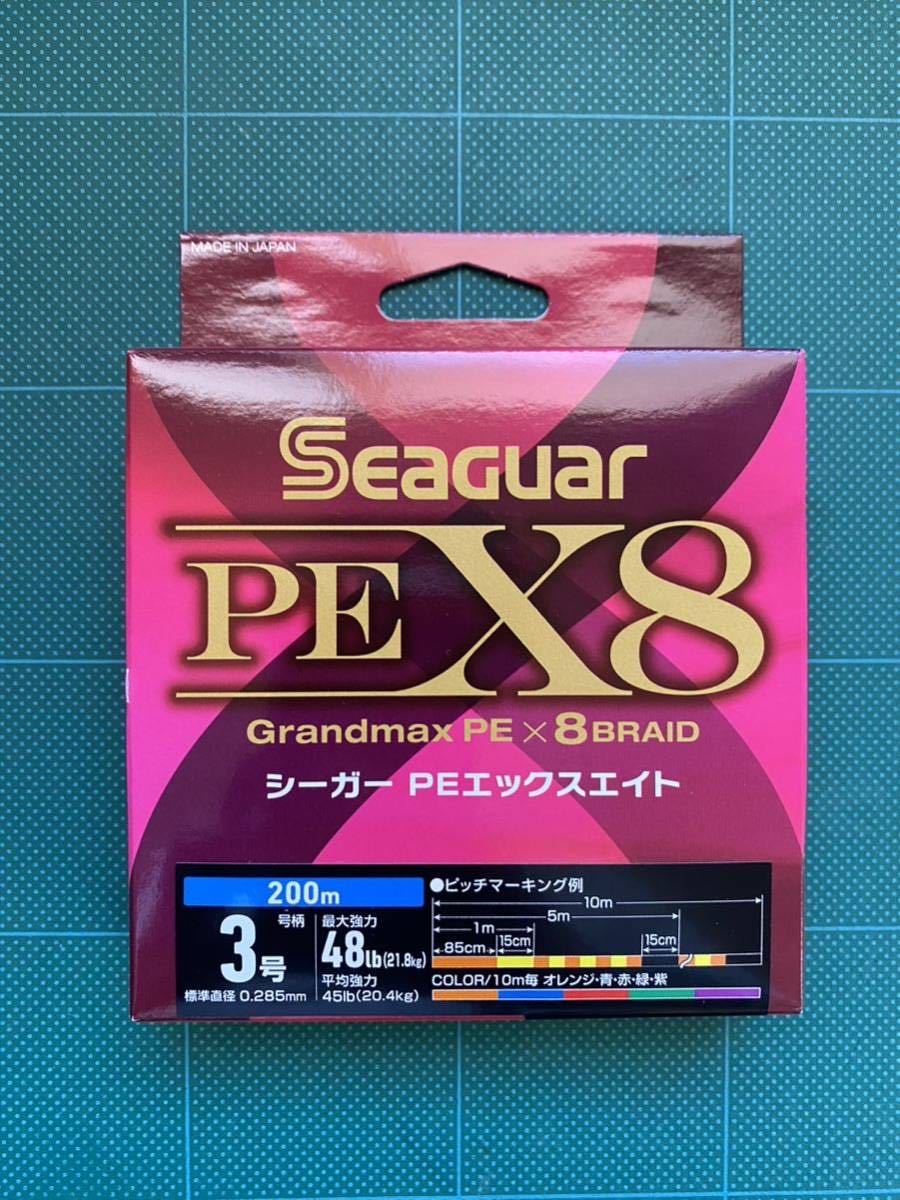 MADE IN JAPAN
Seaguar
PE X8
Grandmax PE × 8 BRAID
シーガー PEエックスエイト
200m
号柄
3号
標準直径 0.285mm
最大強力
48lb(21.8kg)
平均強力
45lb(20.4kg)
●ピッチマーキング例
10m
5m
1m
85cm 15cm 15cm
COLOR/10m毎 オレンジ・青・赤・緑・紫